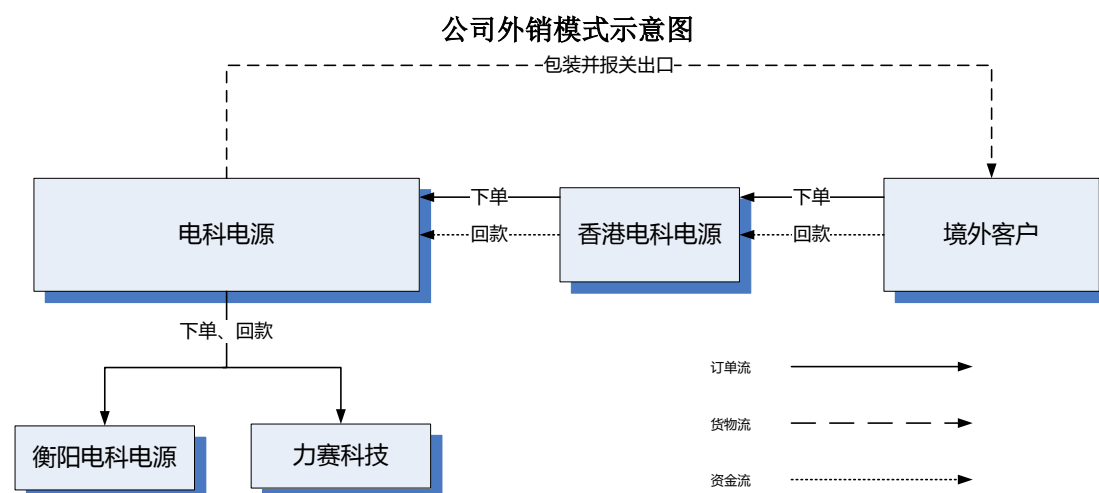 公司外销模式示意图
包装并报关出口
电科电源
下单
回款
香港电科电源
下单
回款
境外客户
下单、回款
衡阳电科电源
力赛科技
订单流
货物流
资金流